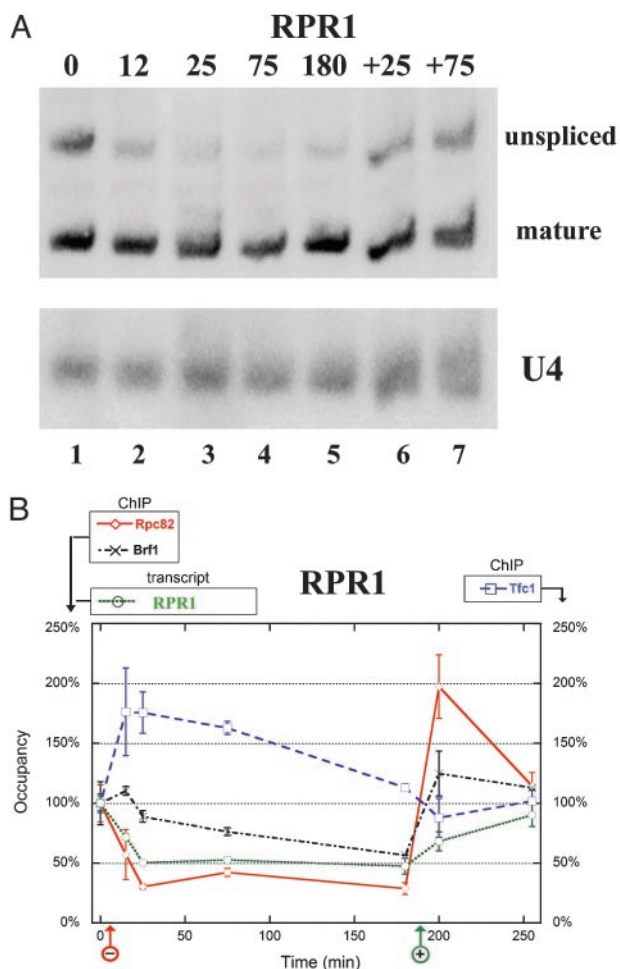 A
RPR1
0 12 25 75 180 +25 +75
unspliced
mature
U4
1 2 3 4 5 6 7
B
ChIP
Rpc82
Brf1
transcript
RPR1
RPR1
ChIP
Tfc1
250% 250%
200% 200%
150% 150%
100% 100%
50% 50%
0% 0%
Occupancy
0 50 100 150 200 250
− +
Time (min)